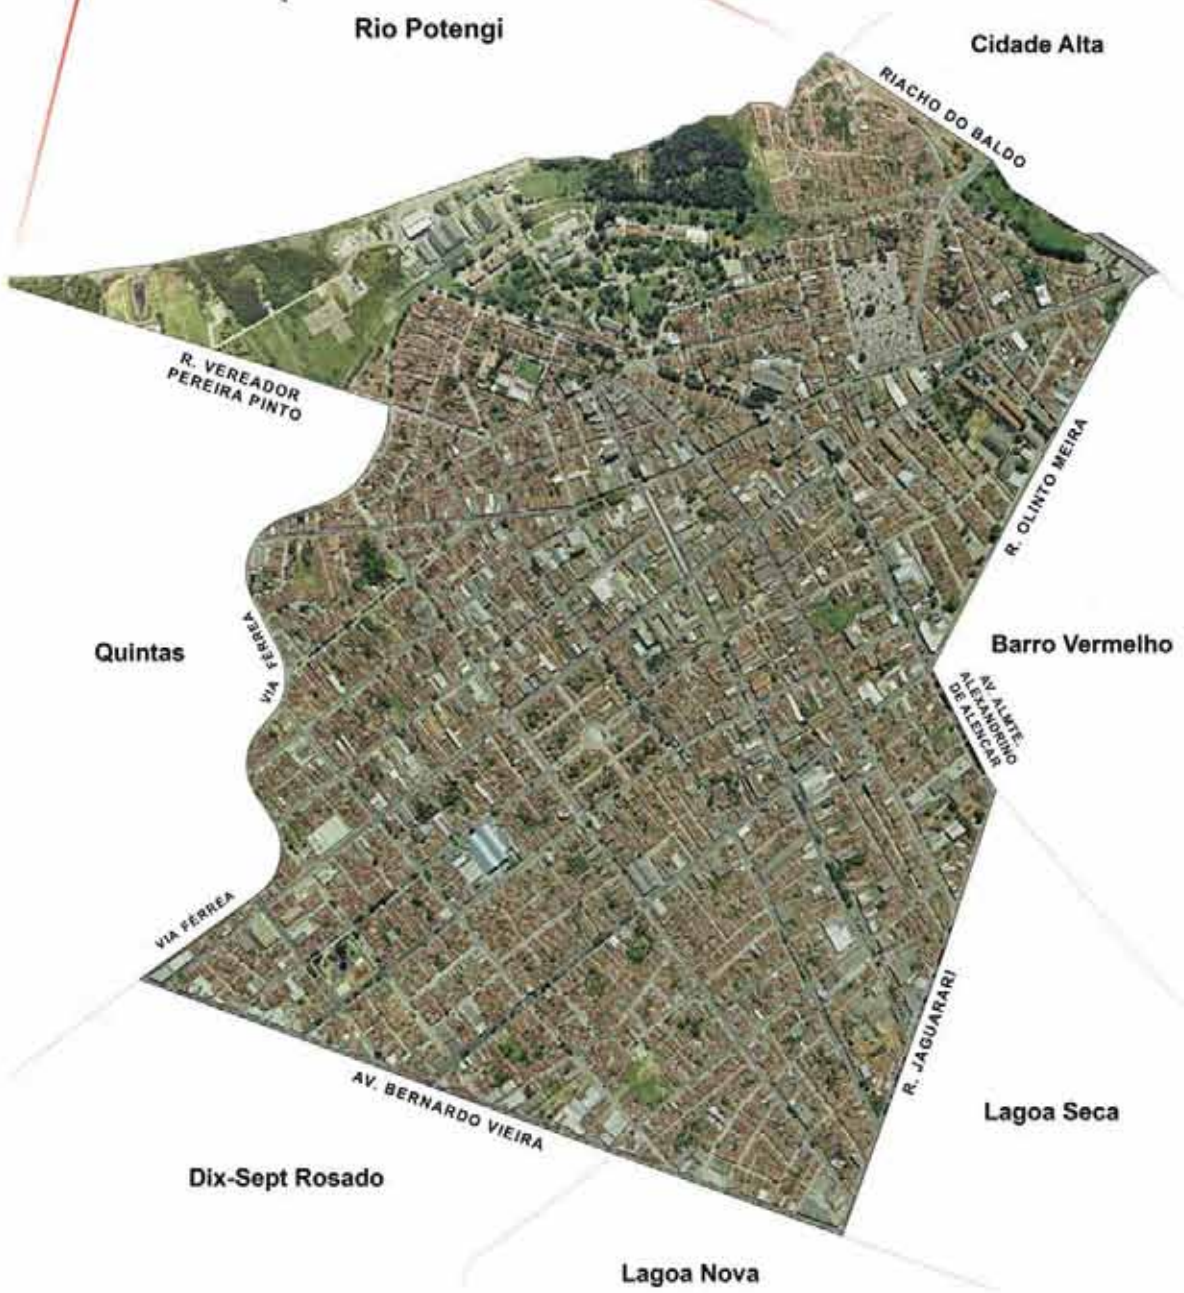 Rio Potengi
Cidade Alta
RIACHO DO BALDO
R. VEREADOR
PEREIRA PINTO
R. OLINTO MEIRA
Quintas
VIA FÉRREA
Barro Vermelho
AV. ALMTE.
ALEXANDRINO
DE ALENCAR
VIA FÉRREA
R. JAGUARARI
AV. BERNARDO VIEIRA
Lagoa Seca
Dix-Sept Rosado
Lagoa Nova